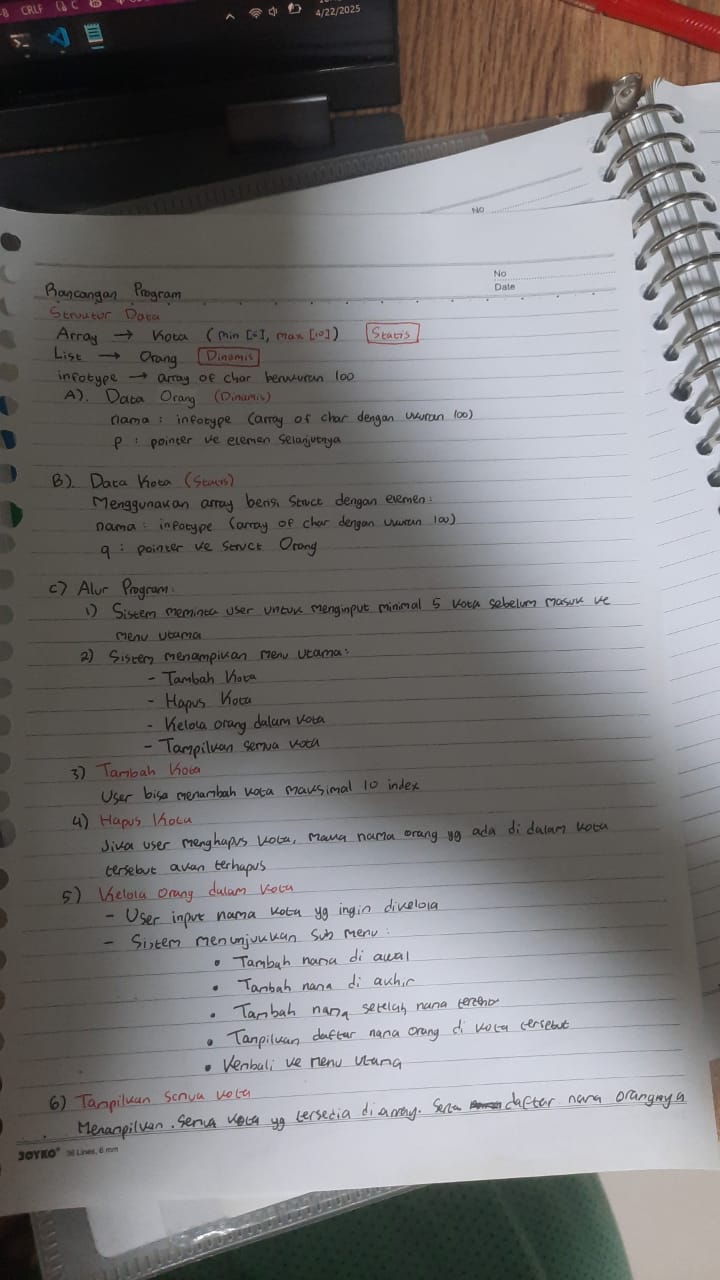 CRLF
4/22/2025
No
No
Date
Rancangan Program
Struktur Data
Array → Kota (min [5], max [10]) Statis
List → Orang Dinamis
infotype → array of char berukuran 100
A). Data Orang (Dinamis)
nama : infotype (array of char dengan ukuran 100)
P : pointer ke elemen selanjutnya
B). Data Kota (Statis)
Menggunakan array berisi struct dengan elemen:
nama : infotype (array of char dengan ukuran 100)
q : pointer ke struct Orang
C) Alur Program:
1) Sistem meminta user untuk menginput minimal 5 kota sebelum masuk ke
menu utama
2) Sistem menampilkan menu utama:
- Tambah Kota
- Hapus Kota
- Kelola orang dalam kota
- Tampilkan semua kota
3) Tambah Kota
User bisa menambah kota maksimal 10 index
4) Hapus Kota
Jika user menghapus kota, maka nama orang yg ada di dalam kota
tersebut akan terhapus
5) Kelola Orang dalam kota
- User input nama kota yg ingin dikelola
- Sistem menunjukkan sub menu :
• Tambah nama di awal
• Tambah nama di akhir
• Tambah nama setelah nama
• Tampilkan daftar nama orang di kota tersebut
• Kembali ke menu utama
6) Tampilkan semua kota
Menampilkan semua kota yg tersedia di array. Serta daftar nama orangnya
JOYKO 36 Lines, 6 mm